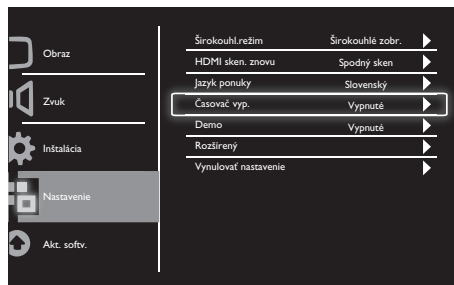 Obraz
Zvuk
Inštalácia
Nastavenie
Akt. softv.
Širokouhl.režim Širokouhlé zobr.
HDMI sken. znovu Spodný sken
Jazyk ponuky Slovenský
Časovač vyp. Vypnuté
Demo Vypnuté
Rozšírený
Vynulovať nastavenie